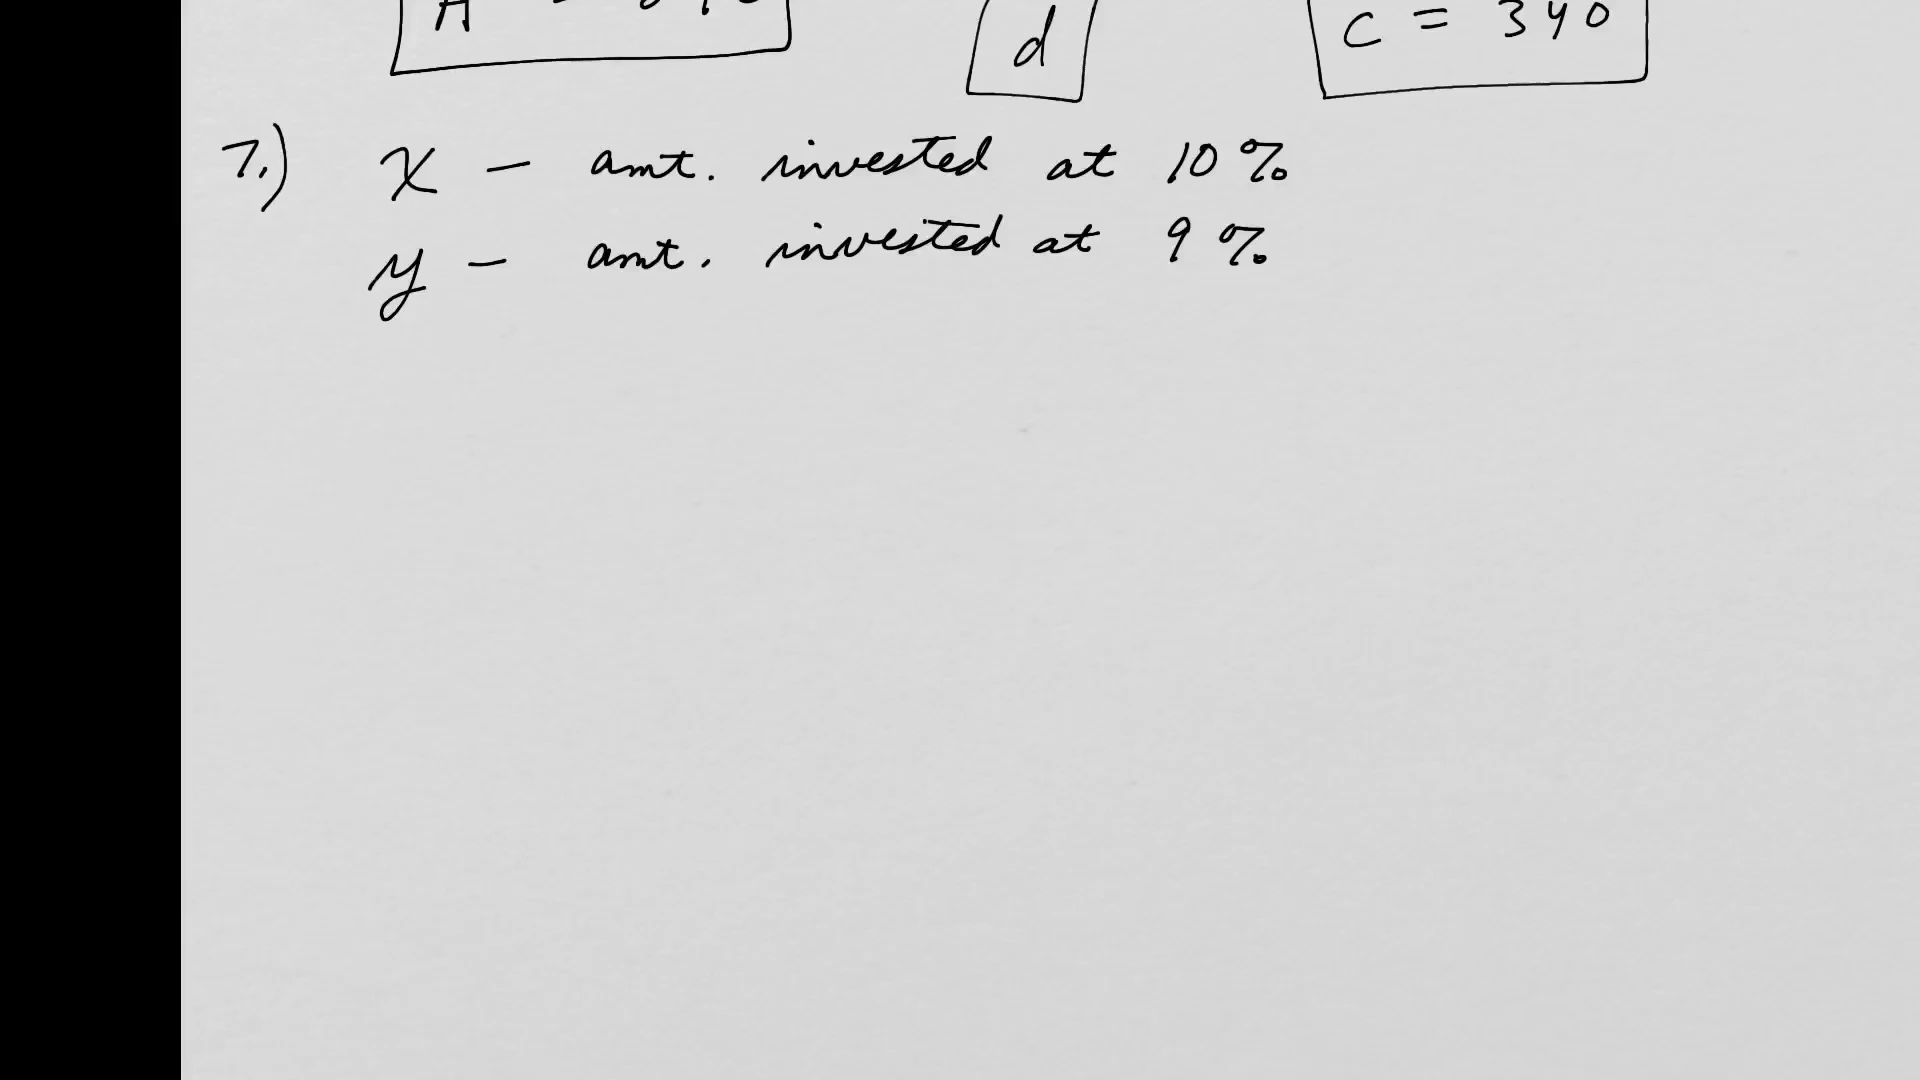 A
d
C = 340
7.) x - amt. invested at 10%
y - amt. invested at 9%